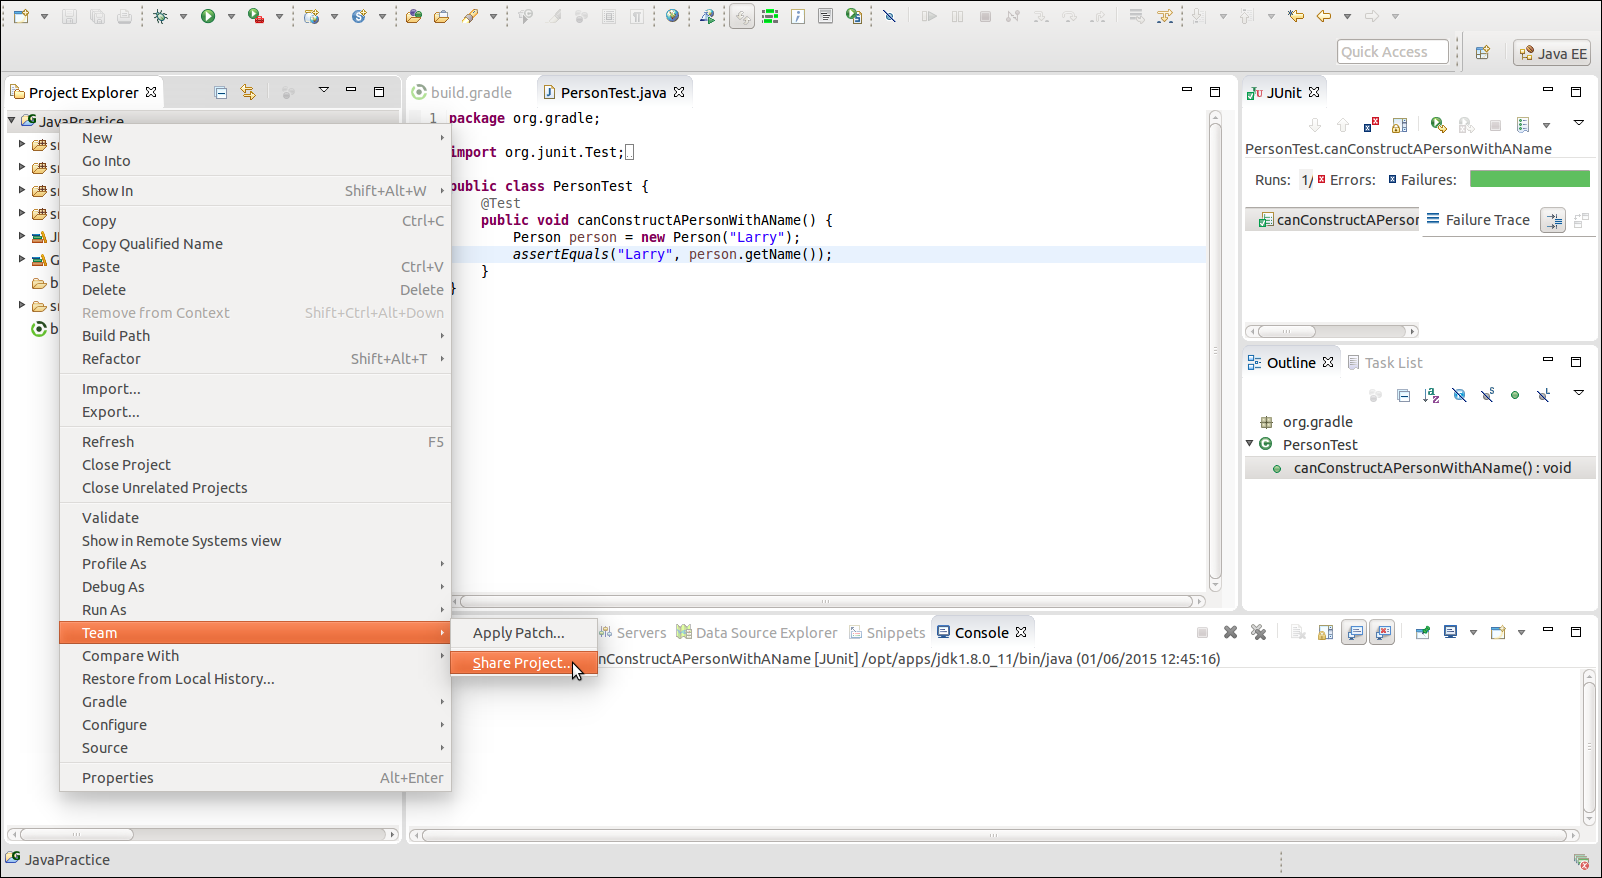 Quick Access
Java EE
Project Explorer
JavaPractice
New
Go Into
Show In Shift+Alt+W
Copy Ctrl+C
Copy Qualified Name
Paste Ctrl+V
Delete Delete
Remove from Context Shift+Ctrl+Alt+Down
Build Path
Refactor Shift+Alt+T
Import...
Export...
Refresh F5
Close Project
Close Unrelated Projects
Validate
Show in Remote Systems view
Profile As
Debug As
Run As
Team
Compare With
Restore from Local History...
Gradle
Configure
Source
Properties Alt+Enter
Apply Patch...
Share Project...
build.gradle
PersonTest.java
1 package org.gradle;
import org.junit.Test;
public class PersonTest {
@Test
public void canConstructAPersonWithAName() {
Person person = new Person("Larry");
assertEquals("Larry", person.getName());
}
}
JUnit
PersonTest.canConstructAPersonWithAName
Runs: 1/ Errors: Failures:
canConstructAPerson
Failure Trace
Outline
Task List
org.gradle
PersonTest
canConstructAPersonWithAName() : void
Servers
Data Source Explorer
Snippets
Console
nConstructAPersonWithAName [JUnit] /opt/apps/jdk1.8.0_11/bin/java (01/06/2015 12:45:16)
JavaPractice